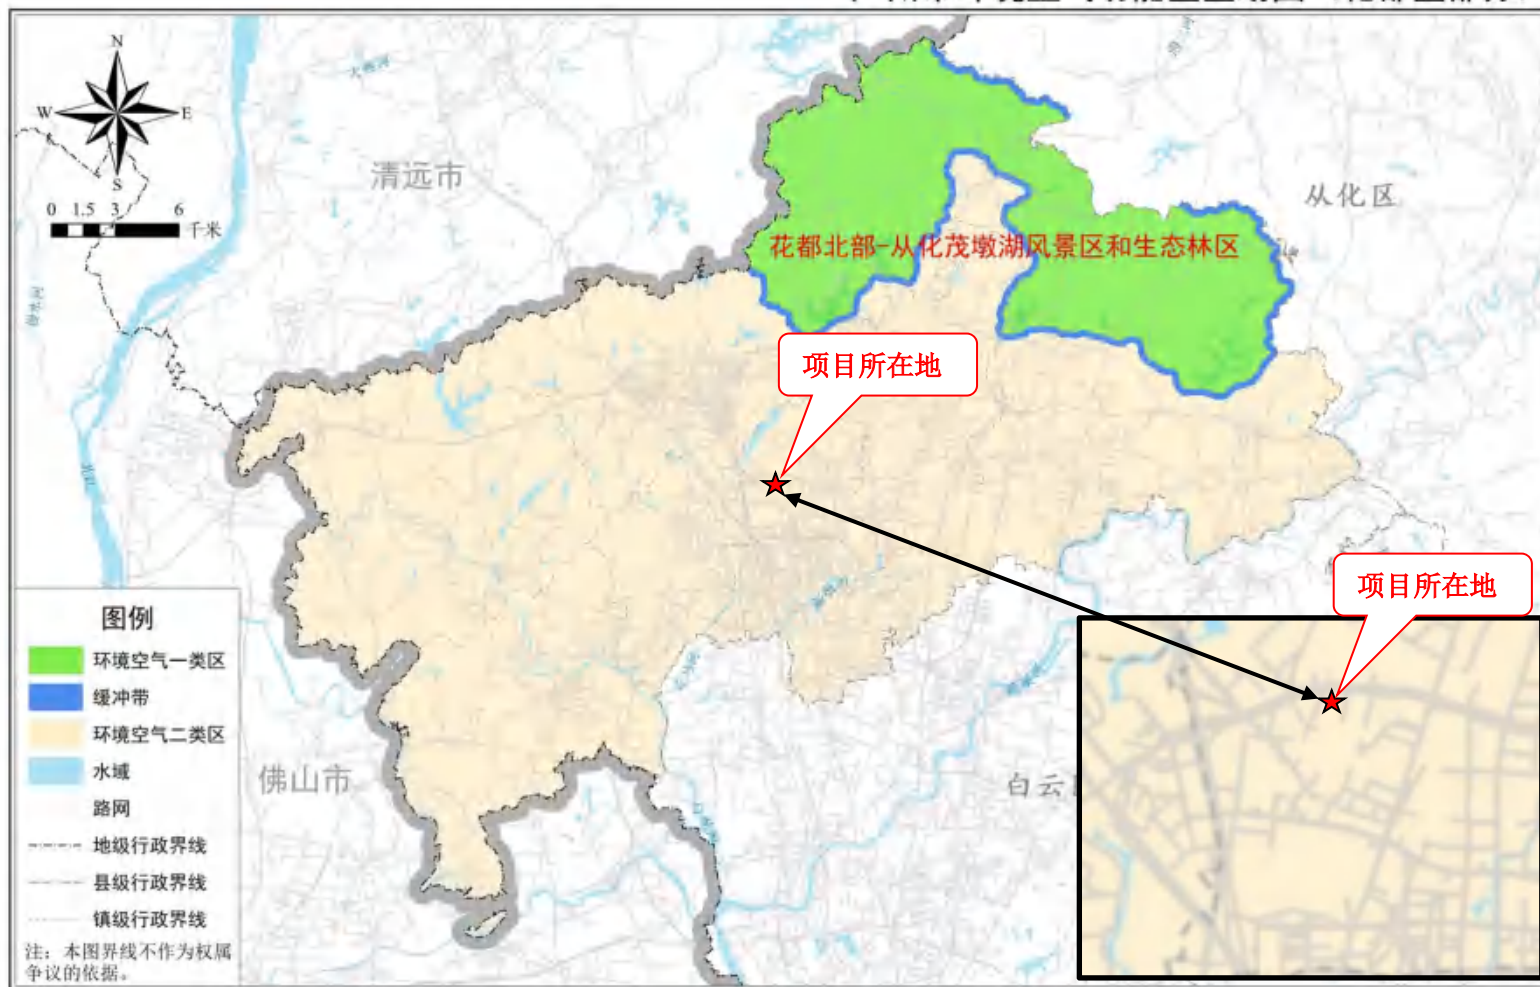 N
W
E
S
0 1.5 3 6
千米
清远市
从化区
花都北部-从化茂墩湖风景区和生态林区
项目所在地
项目所在地
图例
环境空气一类区
缓冲带
环境空气二类区
水域
路网
地级行政界线
县级行政界线
镇级行政界线
注：本图界线不作为权属
争议的依据。
佛山市
白云